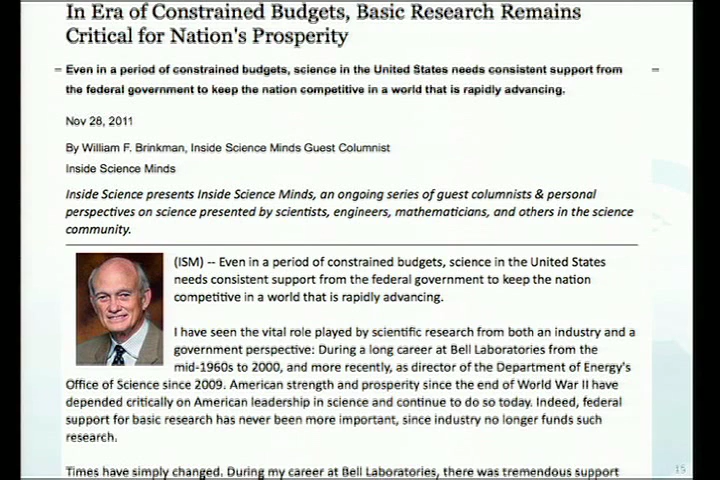 In Era of Constrained Budgets, Basic Research Remains
Critical for Nation's Prosperity
Even in a period of constrained budgets, science in the United States needs consistent support from
the federal government to keep the nation competitive in a world that is rapidly advancing.
Nov 28, 2011
By William F. Brinkman, Inside Science Minds Guest Columnist
Inside Science Minds
Inside Science presents Inside Science Minds, an ongoing series of guest columnists & personal
perspectives on science presented by scientists, engineers, mathematicians, and others in the science
community.
(ISM) -- Even in a period of constrained budgets, science in the United States
needs consistent support from the federal government to keep the nation
competitive in a world that is rapidly advancing.
I have seen the vital role played by scientific research from both an industry and a
government perspective: During a long career at Bell Laboratories from the
mid-1960s to 2000, and more recently, as director of the Department of Energy's
Office of Science since 2009. American strength and prosperity since the end of World War II have
depended critically on American leadership in science and continue to do so today. Indeed, federal
support for basic research has never been more important, since industry no longer funds such
research.
Times have simply changed. During my career at Bell Laboratories, there was tremendous support
15